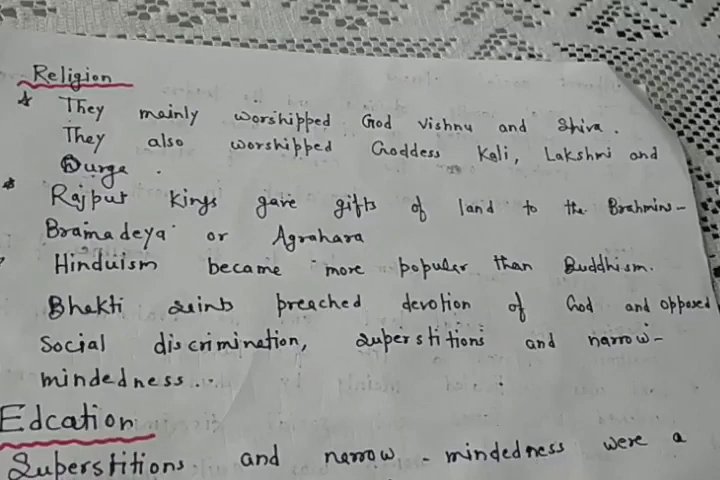 Religion
They mainly worshipped God Vishnu and Shiva.
They also worshipped Goddess Kali, Lakshmi and
Durga.
Rajput kings gave gifts of land to the Brahmins-
Bramadeya or Agrahara
Hinduism became more popular than Buddhism.
Bhakti saints preached devotion of God and opposed
Social discrimination, superstitions and narrow-
mindedness...
Edcation
Superstitions and narrow-mindedness were a